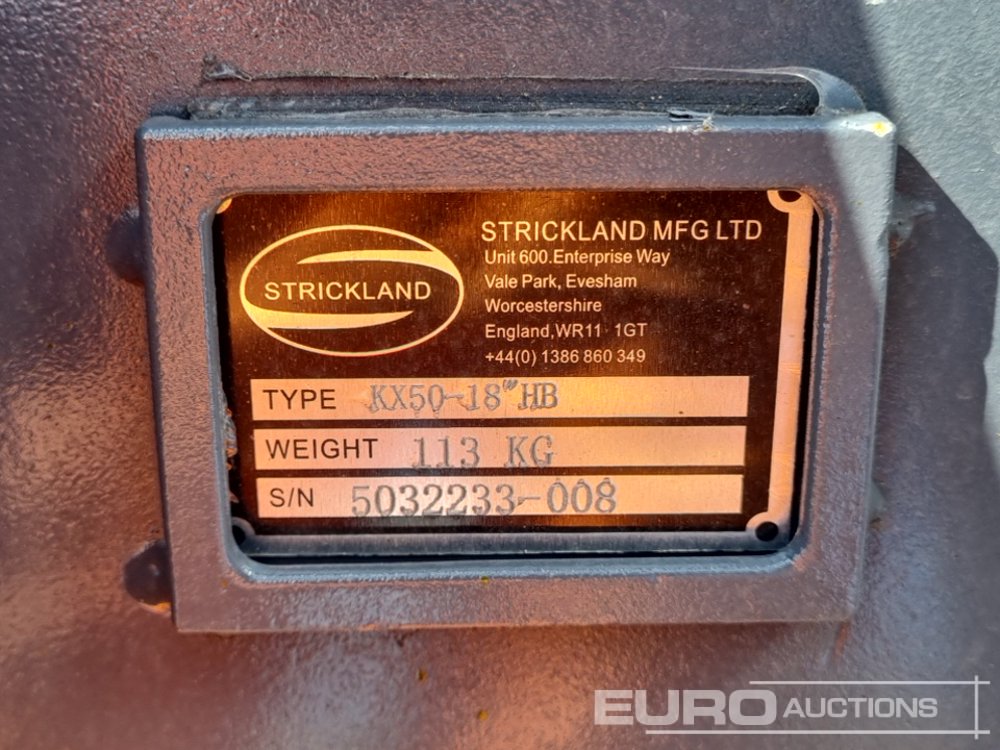 STRICKLAND
STRICKLAND MFG LTD
Unit 600.Enterprise Way
Vale Park, Evesham
Worcestershire
England,WR11 1GT
+44(0) 1386 860 349
TYPE KX50-18"HB
WEIGHT 113 KG
S/N 5032233-008
EURO AUCTIONS